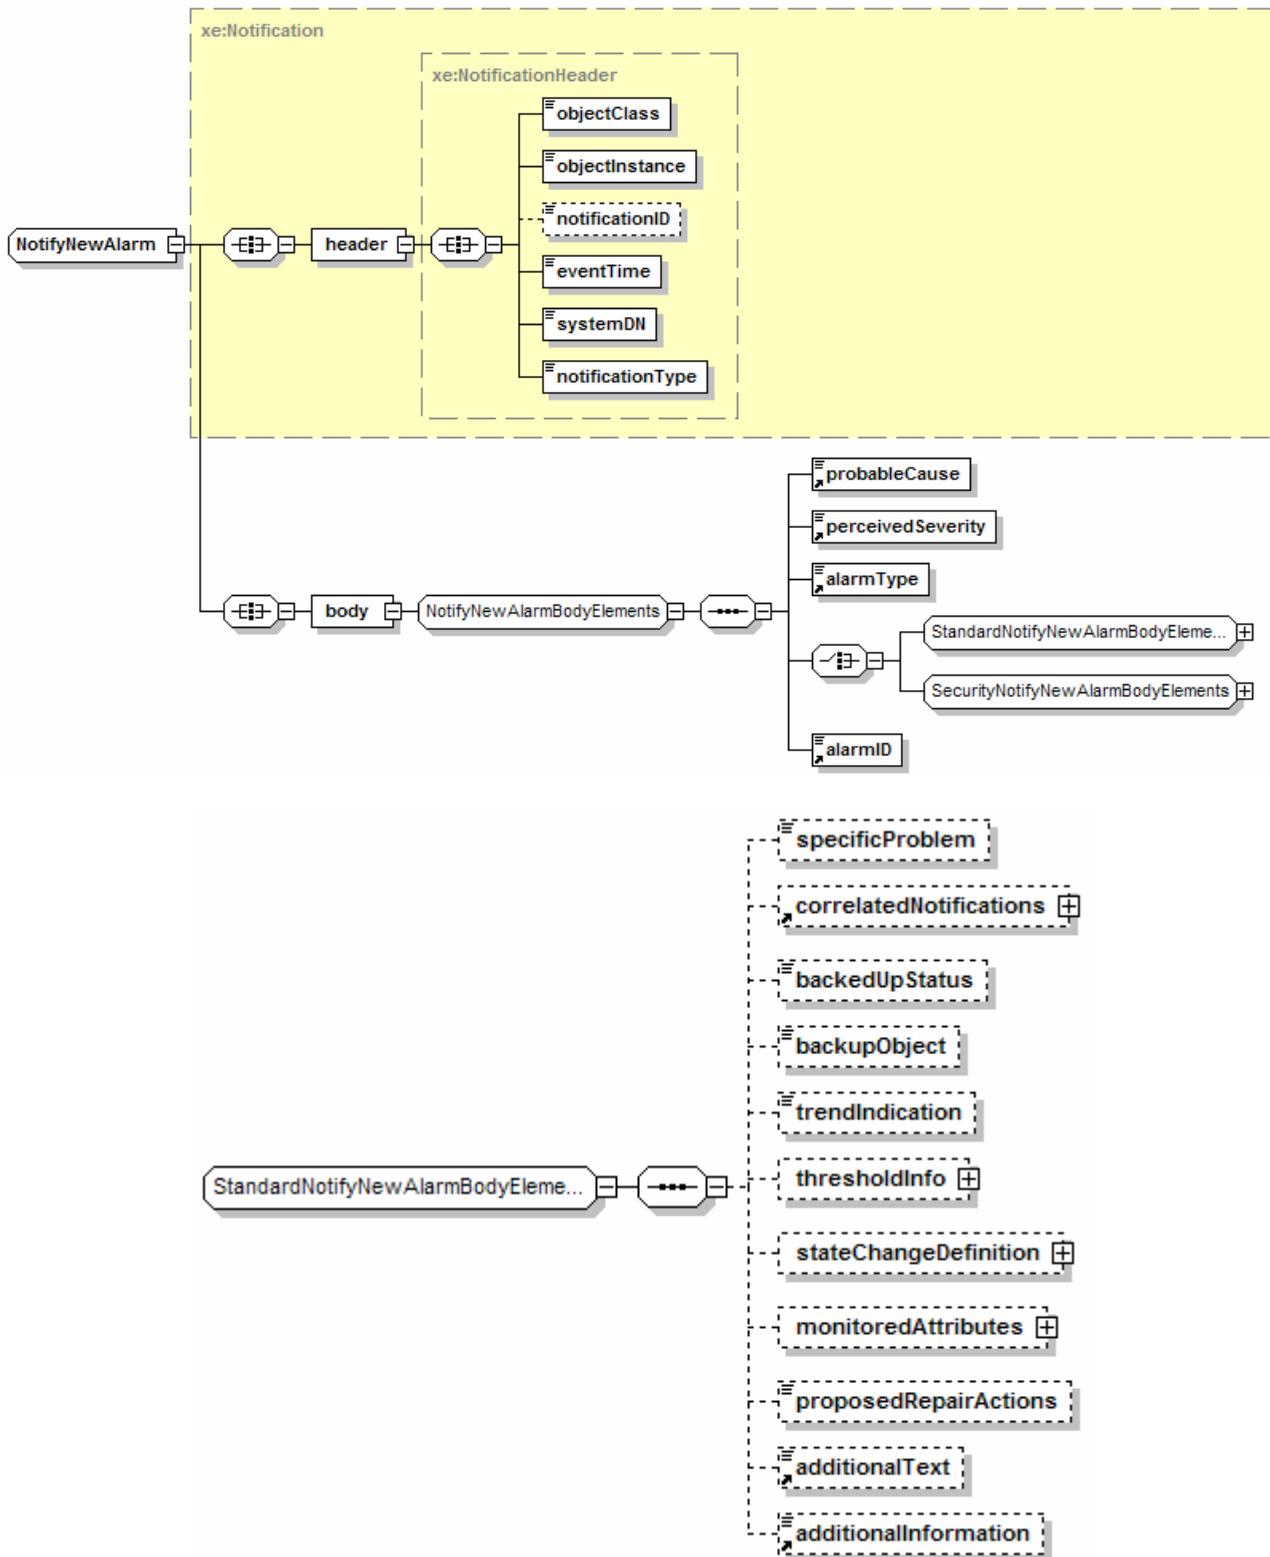 xe:Notification
xe:NotificationHeader
objectClass
objectInstance
notificationID
NotifyNewAlarm
header
eventTime
systemDN
notificationType
probableCause
perceivedSeverity
alarmType
body
NotifyNewAlarmBodyElements
StandardNotifyNewAlarmBodyEleme...
SecurityNotifyNewAlarmBodyElements
alarmID
specificProblem
correlatedNotifications
backedUpStatus
backupObject
trendIndication
thresholdInfo
StandardNotifyNewAlarmBodyEleme...
stateChangeDefinition
monitoredAttributes
proposedRepairActions
additionalText
additionalInformation